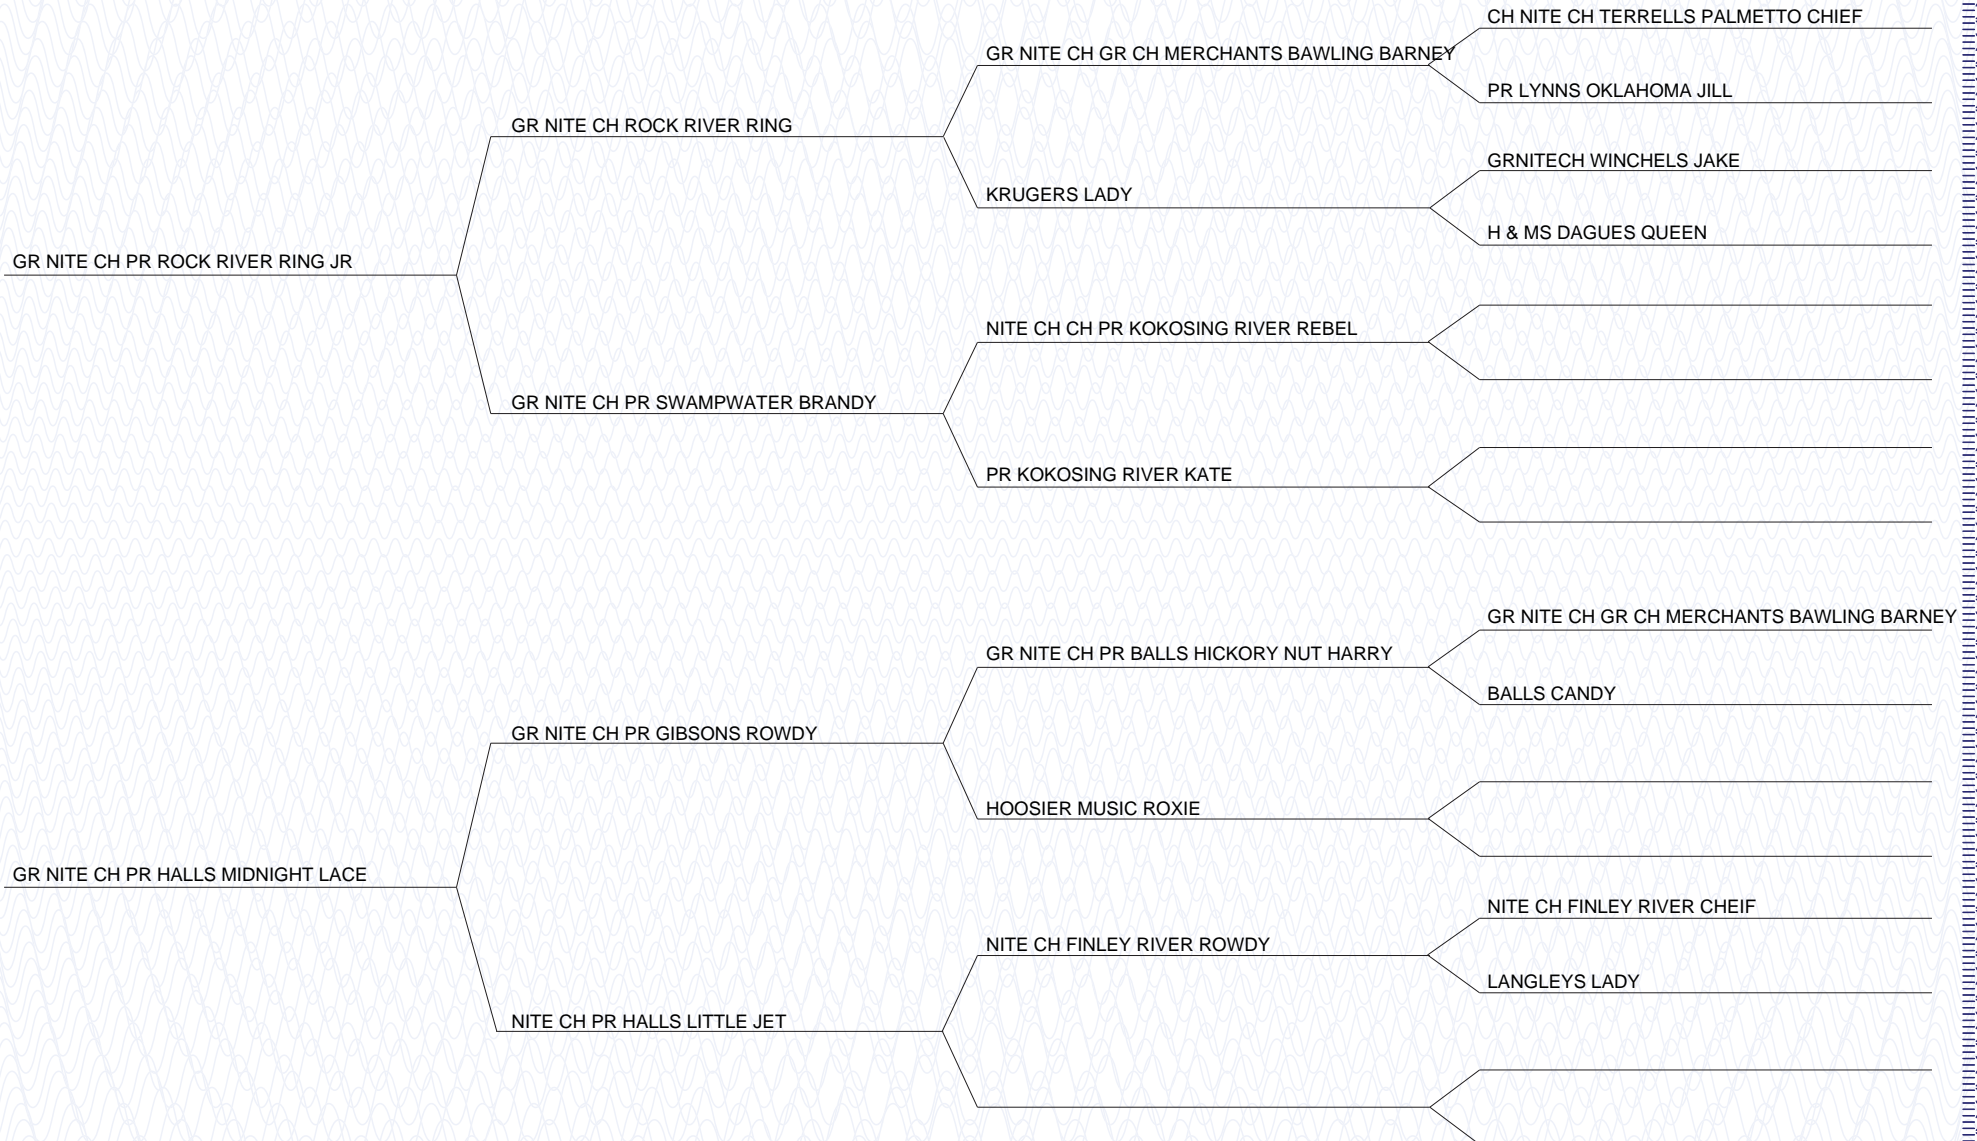 CH NITE CH TERRELLS PALMETTO CHIEF
GR NITE CH GR CH MERCHANTS BAWLING BARNEY
PR LYNNS OKLAHOMA JILL
GR NITE CH ROCK RIVER RING
GRNITECH WINCHELS JAKE
KRUGERS LADY
H & MS DAGUES QUEEN
GR NITE CH PR ROCK RIVER RING JR
NITE CH CH PR KOKOSING RIVER REBEL
GR NITE CH PR SWAMPWATER BRANDY
PR KOKOSING RIVER KATE
GR NITE CH GR CH MERCHANTS BAWLING BARNEY
GR NITE CH PR BALLS HICKORY NUT HARRY
BALLS CANDY
GR NITE CH PR GIBSONS ROWDY
HOOSIER MUSIC ROXIE
GR NITE CH PR HALLS MIDNIGHT LACE
NITE CH FINLEY RIVER CHEIF
NITE CH FINLEY RIVER ROWDY
LANGLEYS LADY
NITE CH PR HALLS LITTLE JET